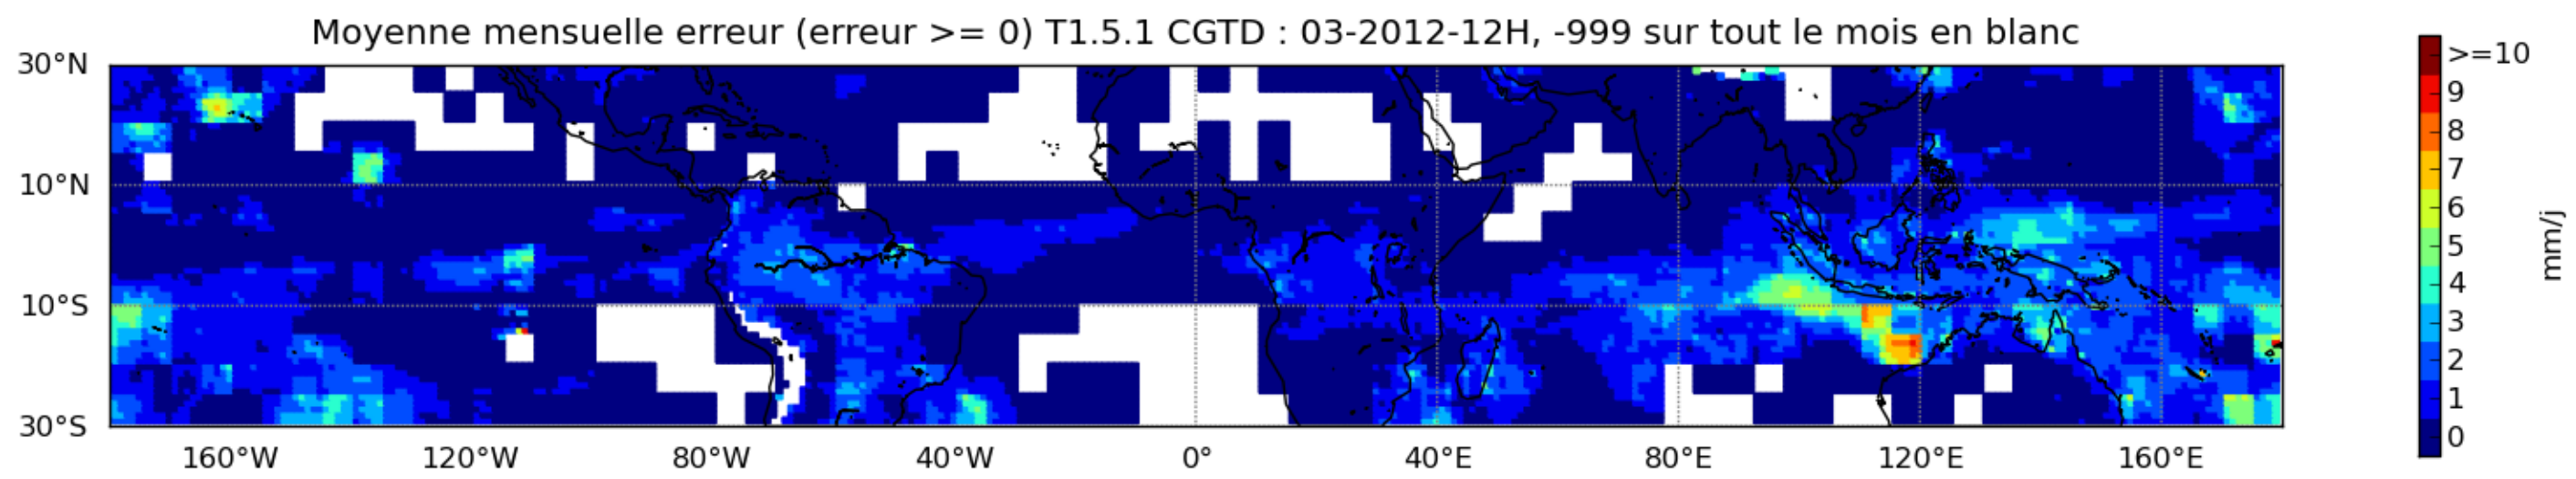 Moyenne mensuelle erreur (erreur >= 0) T1.5.1 CGTD : 03-2012-12H, -999 sur tout le mois en blanc
30°N
10°N
10°S
30°S
160°W 120°W 80°W 40°W 0° 40°E 80°E 120°E 160°E
>=10
9
8
7
6
5
4
3
2
1
0
mm/j